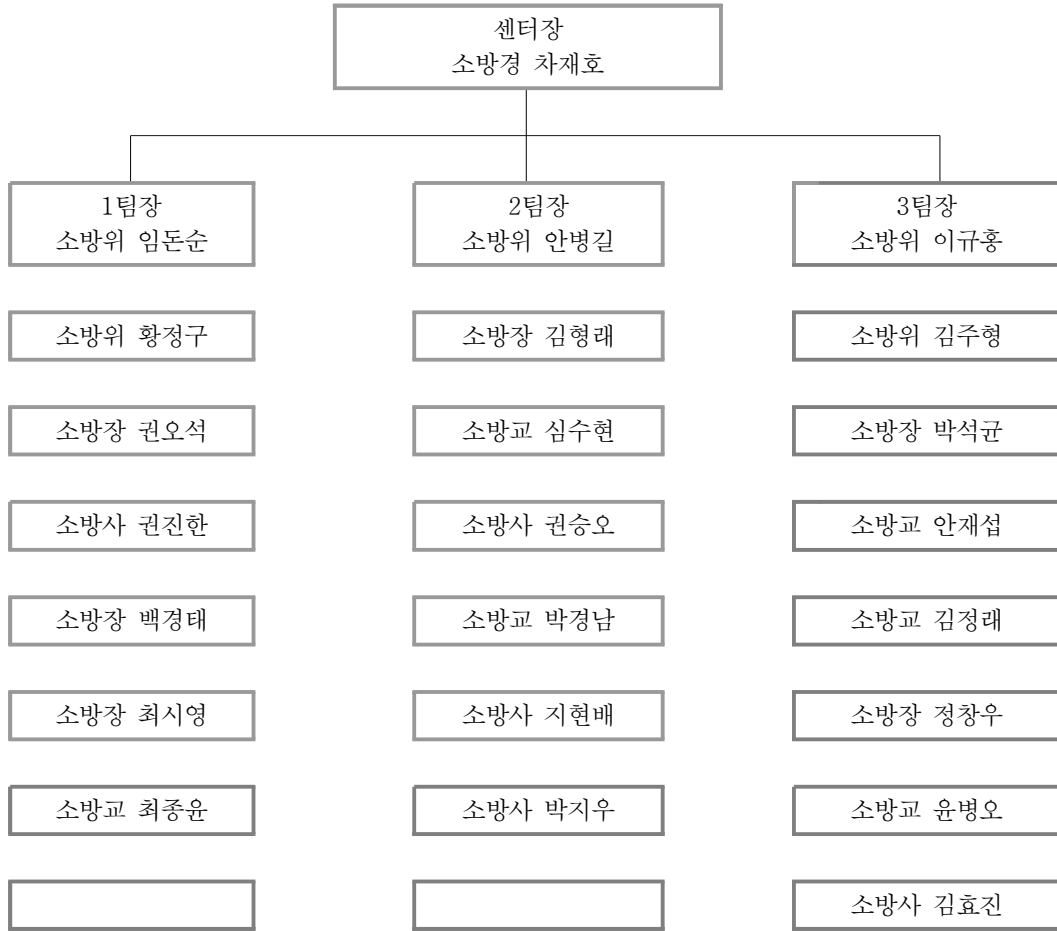 센터장
소방경 차재호
1팀장
소방위 임돈순
2팀장
소방위 안병길
3팀장
소방위 이규홍
소방위 황정구
소방장 김형래
소방위 김주형
소방장 권오석
소방교 심수현
소방장 박석균
소방사 권진한
소방사 권승오
소방교 안재섭
소방장 백경태
소방교 박경남
소방교 김정래
소방장 최시영
소방사 지현배
소방장 정창우
소방교 최종윤
소방사 박지우
소방교 윤병오
소방사 김효진